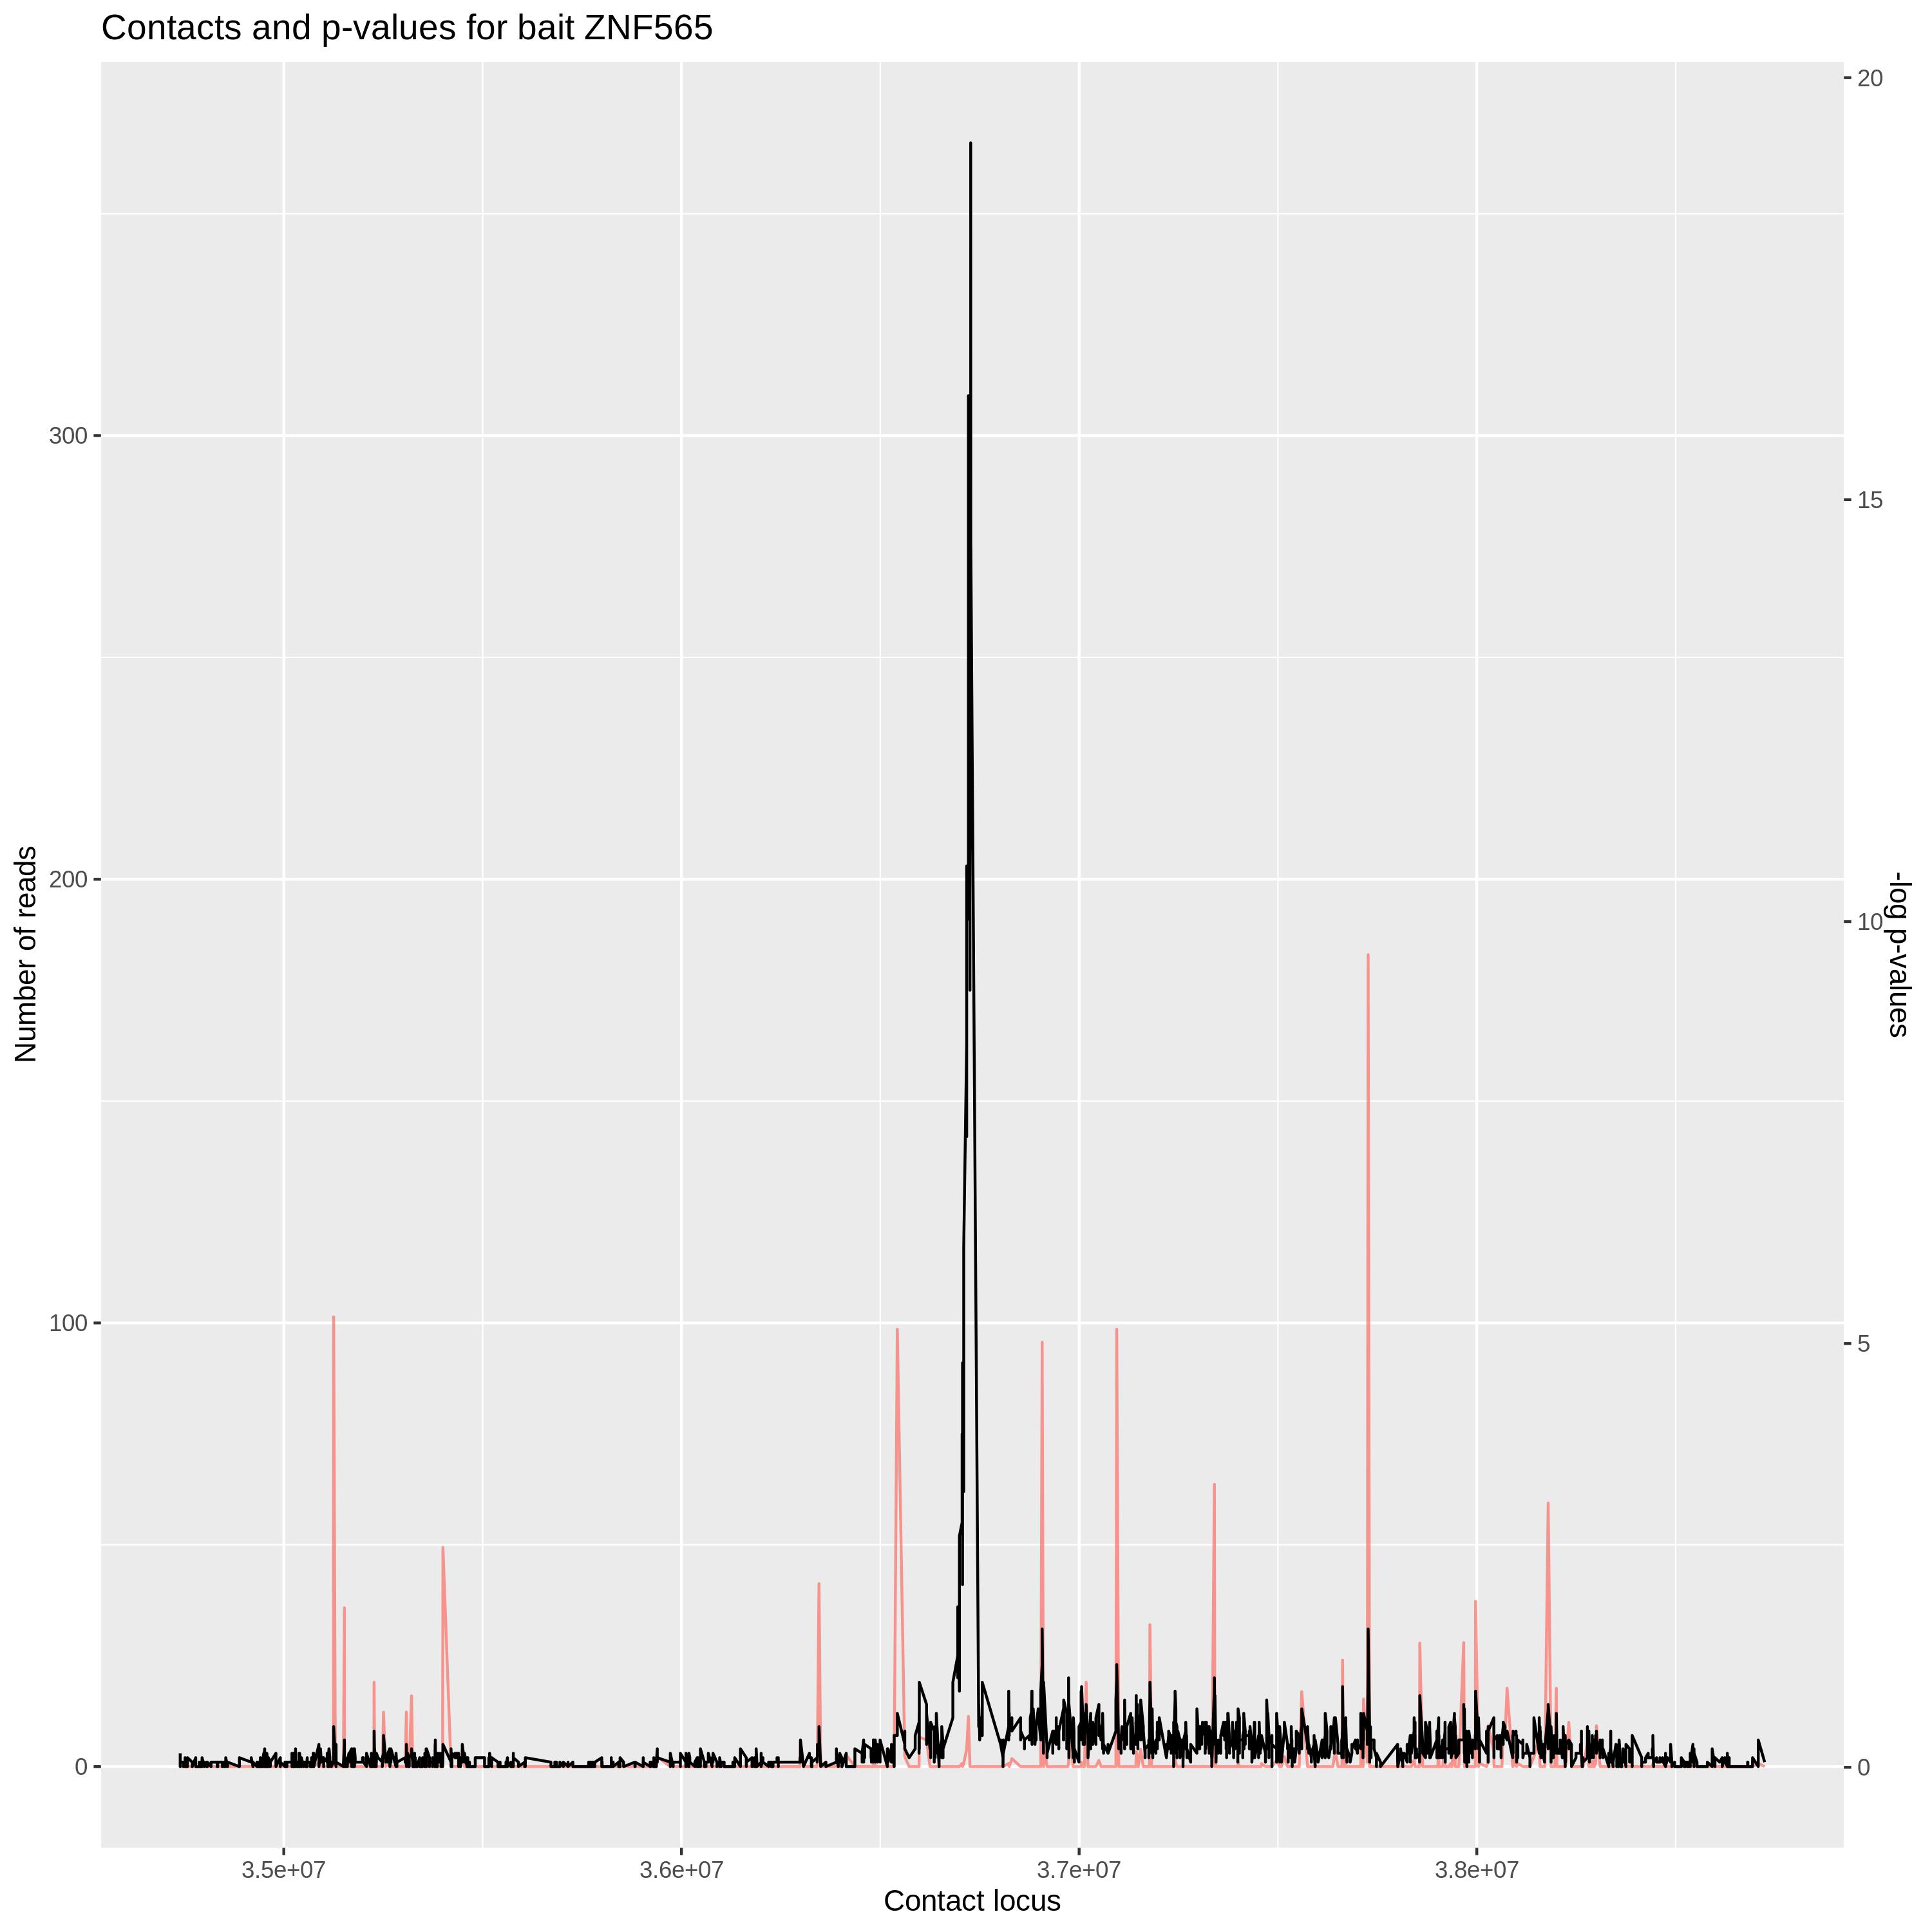 Contacts and p-values for bait ZNF565
20
15
10
5
0
-log p-values
300
200
100
0
Number of reads
3.5e+07 3.6e+07 3.7e+07 3.8e+07
Contact locus